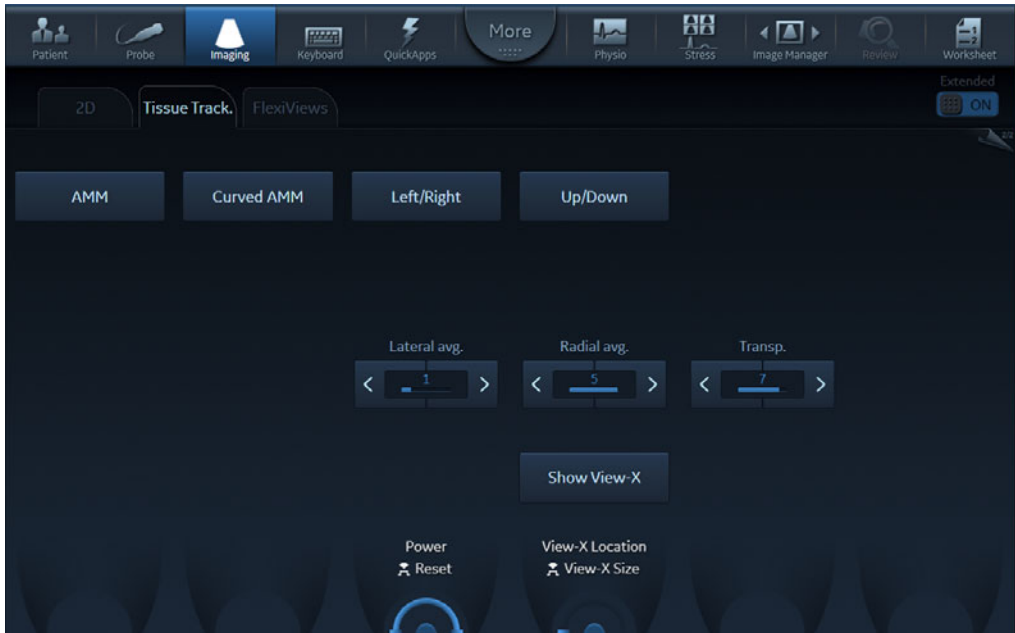 Patient
Probe
Imaging
Keyboard
QuickApps
More
Physio
Stress
Image Manager
Review
Worksheet
2D
Tissue Track.
FlexiViews
Extended
ON
2/2
AMM
Curved AMM
Left/Right
Up/Down
Lateral avg.
Radial avg.
Transp.
1
5
7
Show View-X
Power
Reset
View-X Location
View-X Size